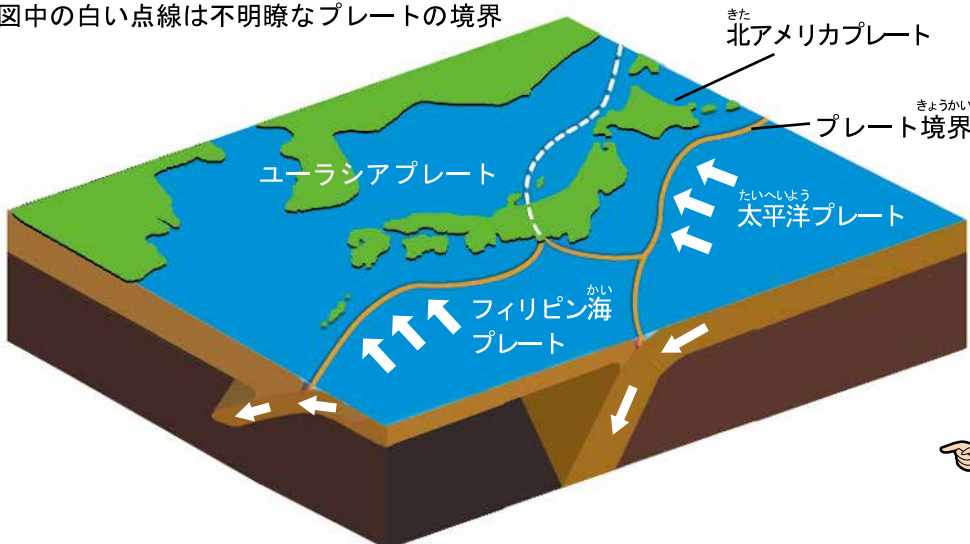 図中の白い点線は不明瞭なプレートの境界
きた
北アメリカプレート
きょうかい
プレート境界
ユーラシアプレート
たいへいよう
太平洋プレート
かい
フィリピン海
プレート